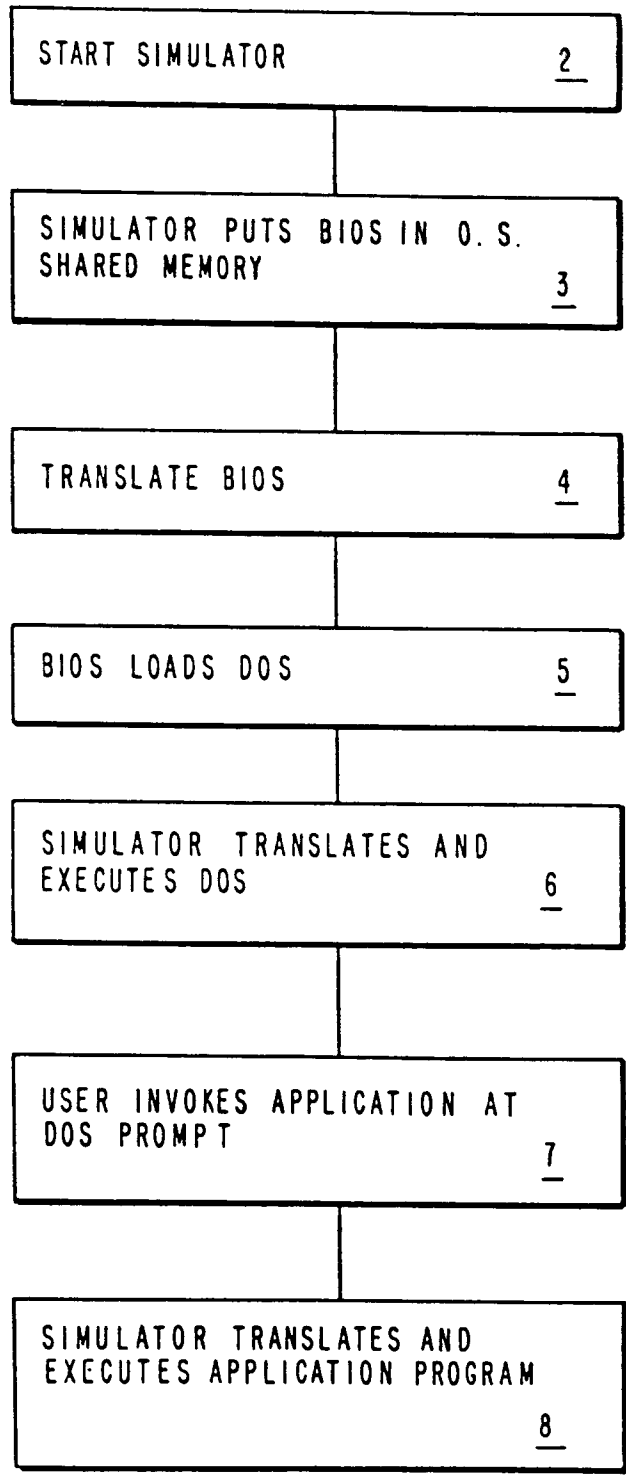 START SIMULATOR 2
SIMULATOR PUTS BIOS IN O.S.
SHARED MEMORY
3
TRANSLATE BIOS 4
BIOS LOADS DOS 5
SIMULATOR TRANSLATES AND
EXECUTES DOS
6
USER INVOKES APPLICATION AT
DOS PROMPT
7
SIMULATOR TRANSLATES AND
EXECUTES APPLICATION PROGRAM
8